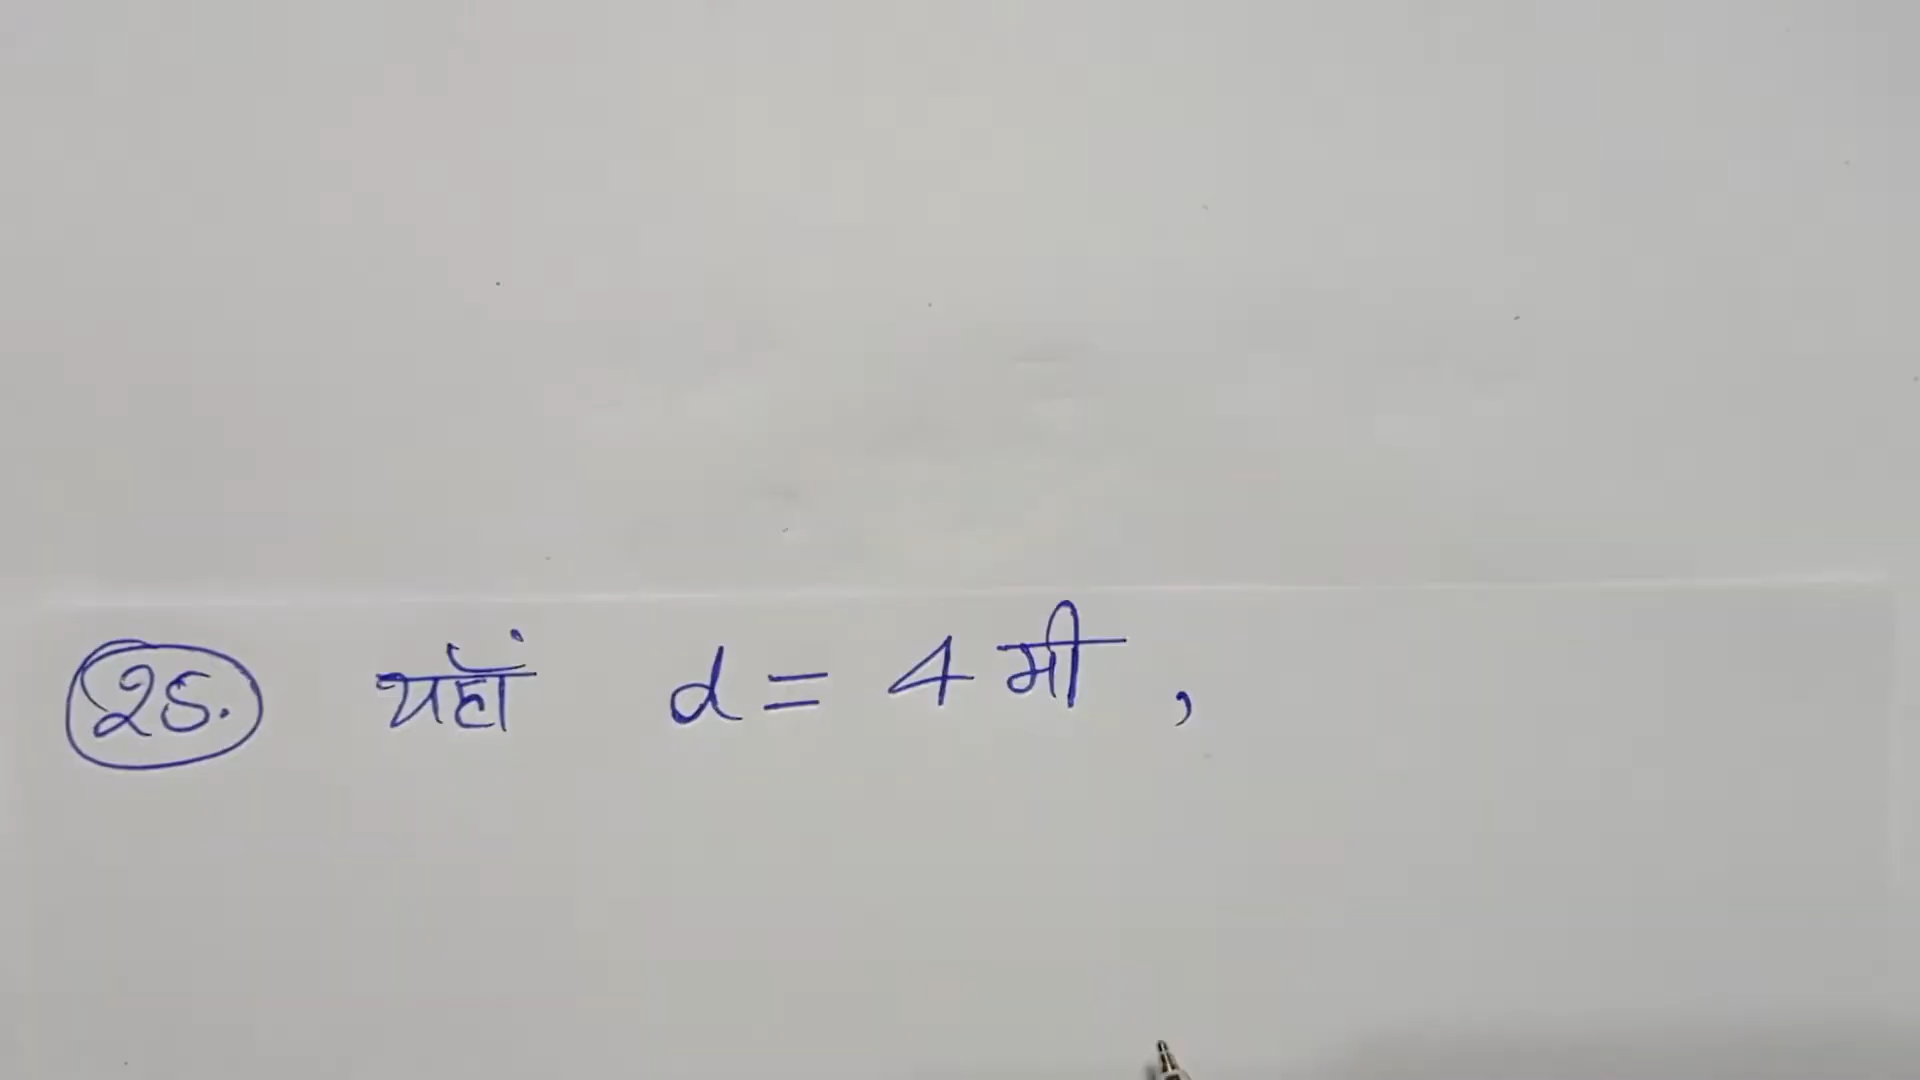 25. यहाँ d = 4 मी ,